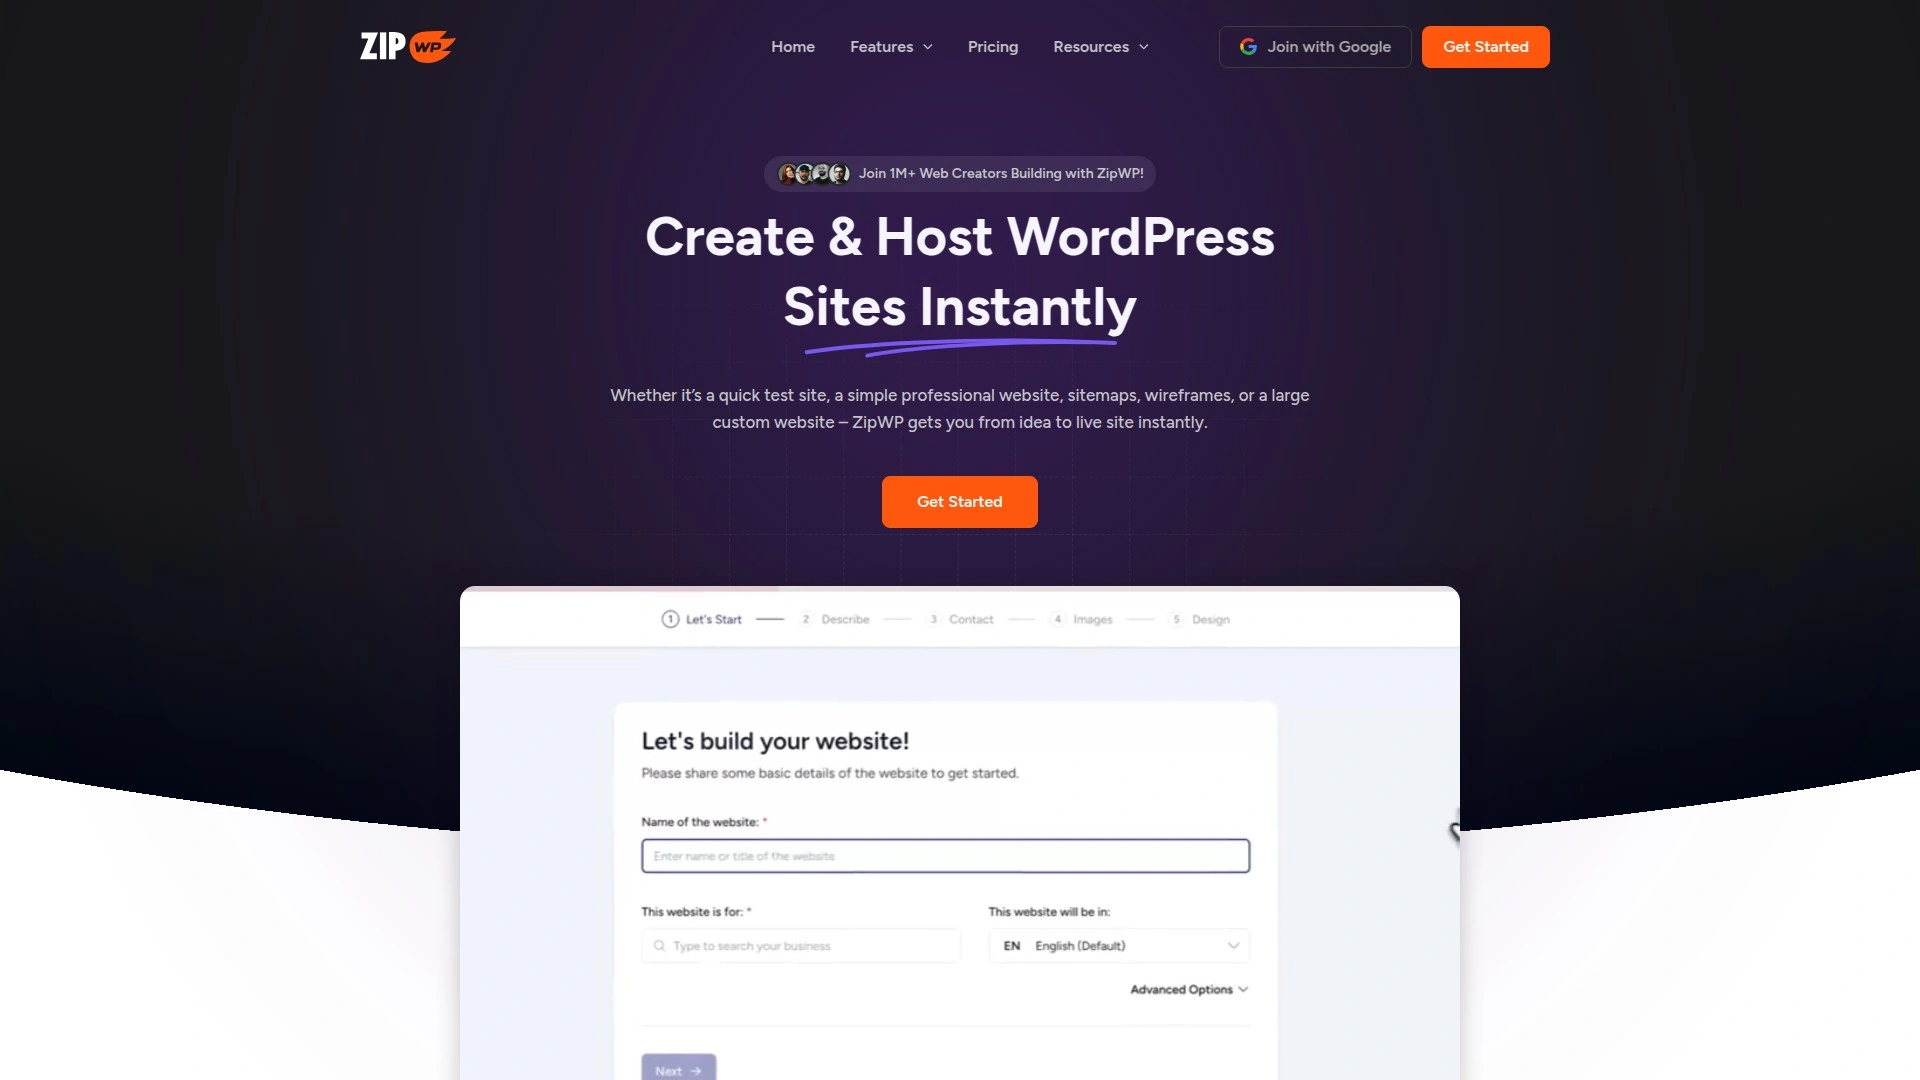 ZIP WP
Home
Features
Pricing
Resources
Join with Google
Get Started
Join 1M+ Web Creators Building with ZipWP!
Create & Host WordPress
Sites Instantly
Whether it's a quick test site, a simple professional website, sitemaps, wireframes, or a large
custom website – ZipWP gets you from idea to live site instantly.
Get Started
1 Let's Start
2 Describe
3 Contact
4 Images
5 Design
Let's build your website!
Please share some basic details of the website to get started.
Name of the website: *
Enter name or title of the website
This website is for: *
This website will be in:
Type to search your business
EN English (Default)
Advanced Options
Next →